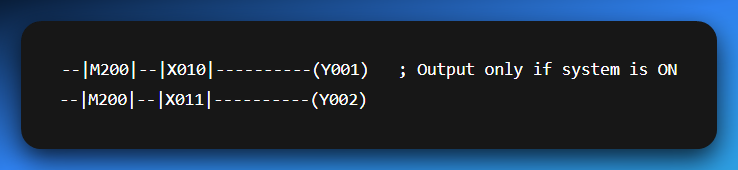 --|M200|--|X010|----------(Y001)   ; Output only if system is ON
--|M200|--|X011|----------(Y002)